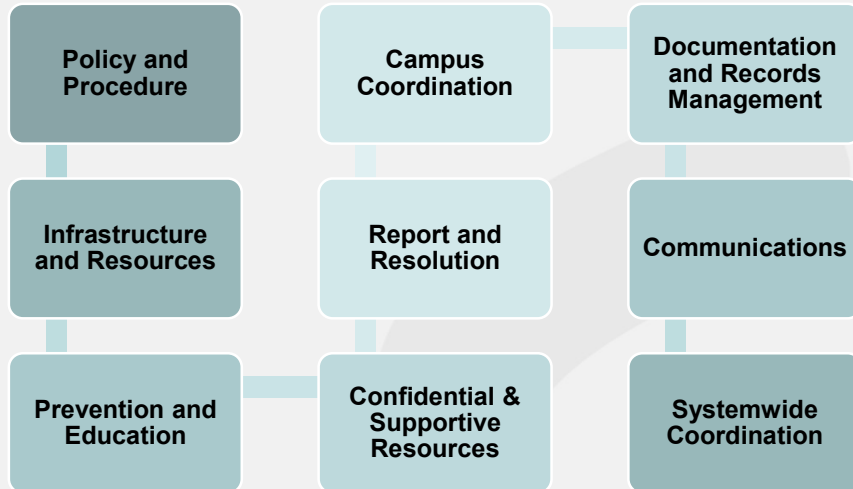 Policy and
Procedure
Infrastructure
and Resources
Prevention and
Education
Confidential &
Supportive
Resources
Report and
Resolution
Campus
Coordination
Documentation
and Records
Management
Communications
Systemwide
Coordination